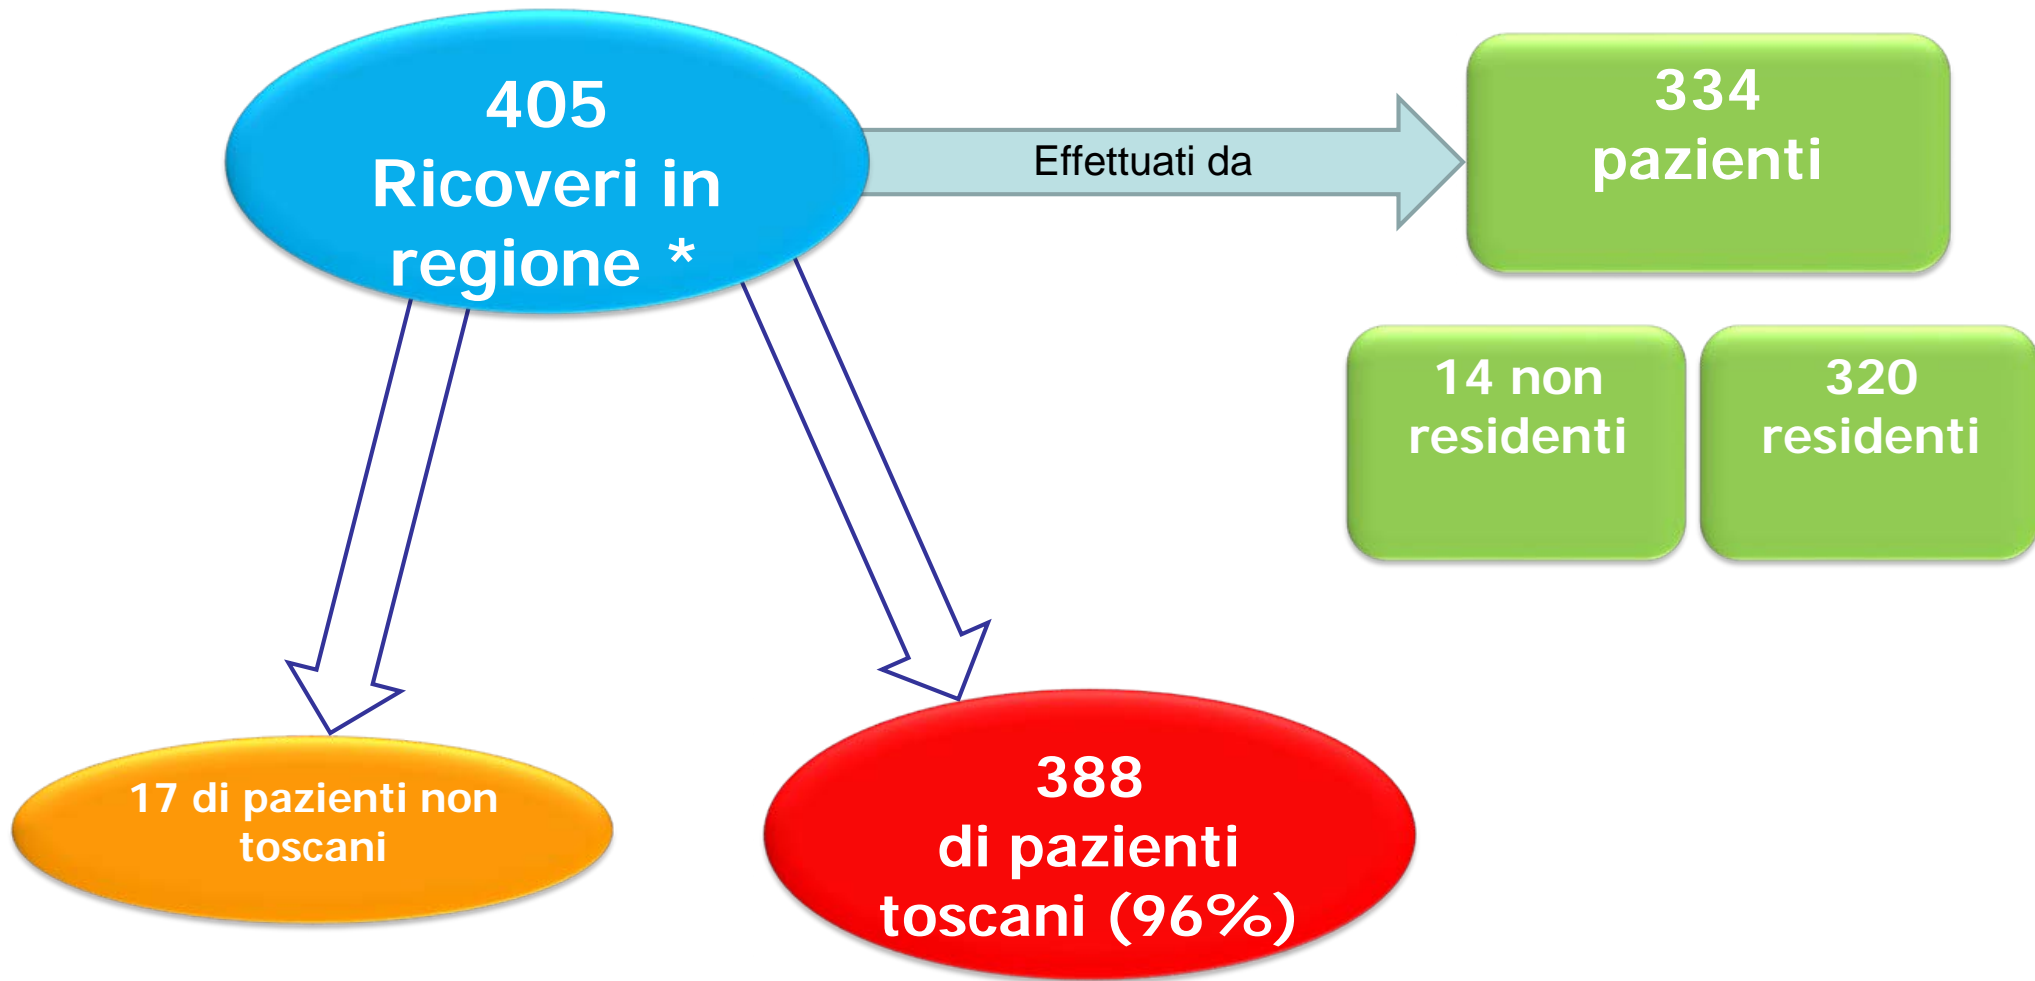 405
Ricoveri in
regione *
Effettuati da
334
pazienti
14 non
residenti
320
residenti
17 di pazienti non
toscani
388
di pazienti
toscani (96%)